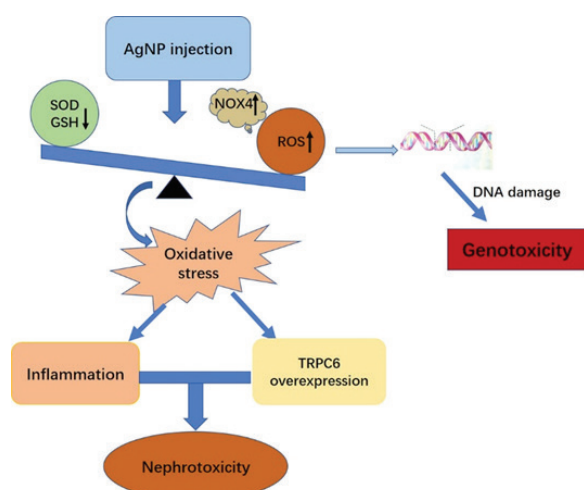 AgNP injection
SOD
GSH ↓
NOX4 ↑
ROS ↑
DNA damage
Genotoxicity
Oxidative
stress
Inflammation
TRPC6
overexpression
Nephrotoxicity